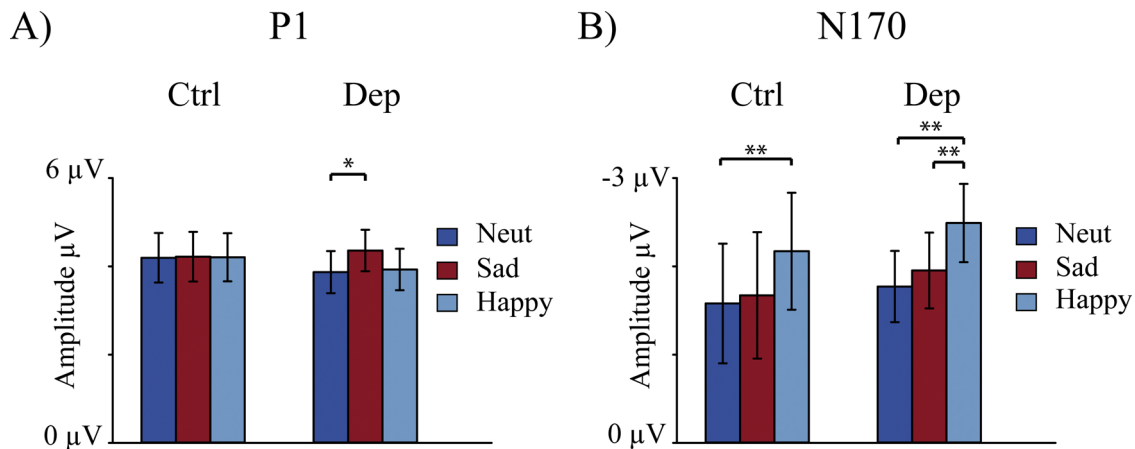 A) P1
Ctrl Dep
*
6 µV
Amplitude µV
0 µV
Neut
Sad
Happy
B) N170
Ctrl Dep
**
**
**
-3 µV
Amplitude µV
0 µV
Neut
Sad
Happy